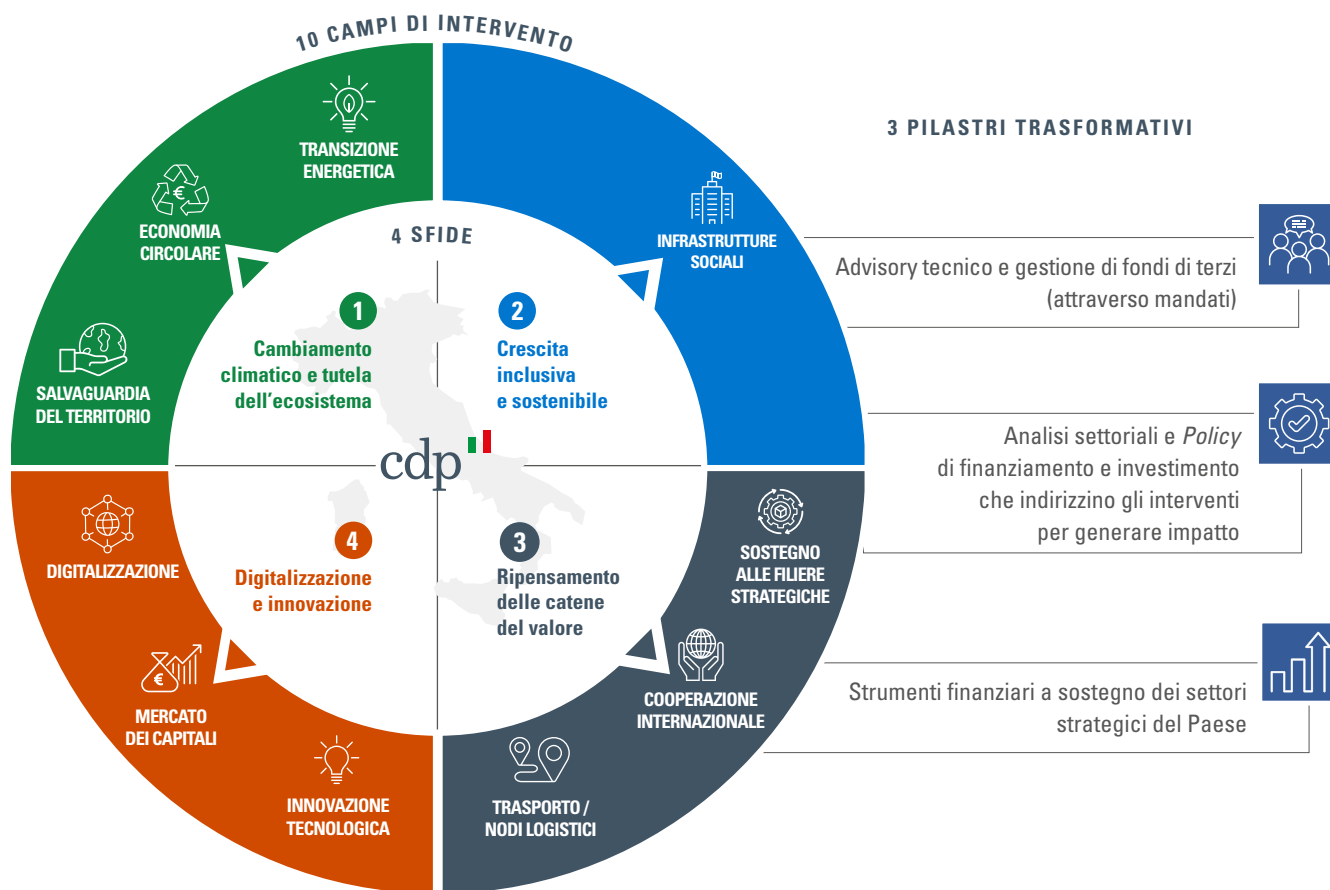 10 CAMPI DI INTERVENTO
TRANSIZIONE
ENERGETICA
ECONOMIA
CIRCOLARE
€
SALVAGUARDIA
DEL TERRITORIO
INFRASTRUTTURE
SOCIALI
4 SFIDE
1
Cambiamento
climatico e tutela
dell'ecosistema
2
Crescita
inclusiva
e sostenibile
cdp
4
Digitalizzazione
e innovazione
3
Ripensamento
delle catene
del valore
DIGITALIZZAZIONE
€
MERCATO
DEI CAPITALI
INNOVAZIONE
TECNOLOGICA
SOSTEGNO
ALLE FILIERE
STRATEGICHE
COOPERAZIONE
INTERNAZIONALE
TRASPORTO /
NODI LOGISTICI
3 PILASTRI TRASFORMATIVI
Advisory tecnico e gestione di fondi di terzi
(attraverso mandati)
Analisi settoriali e Policy
di finanziamento e investimento
che indirizzino gli interventi
per generare impatto
Strumenti finanziari a sostegno dei settori
strategici del Paese